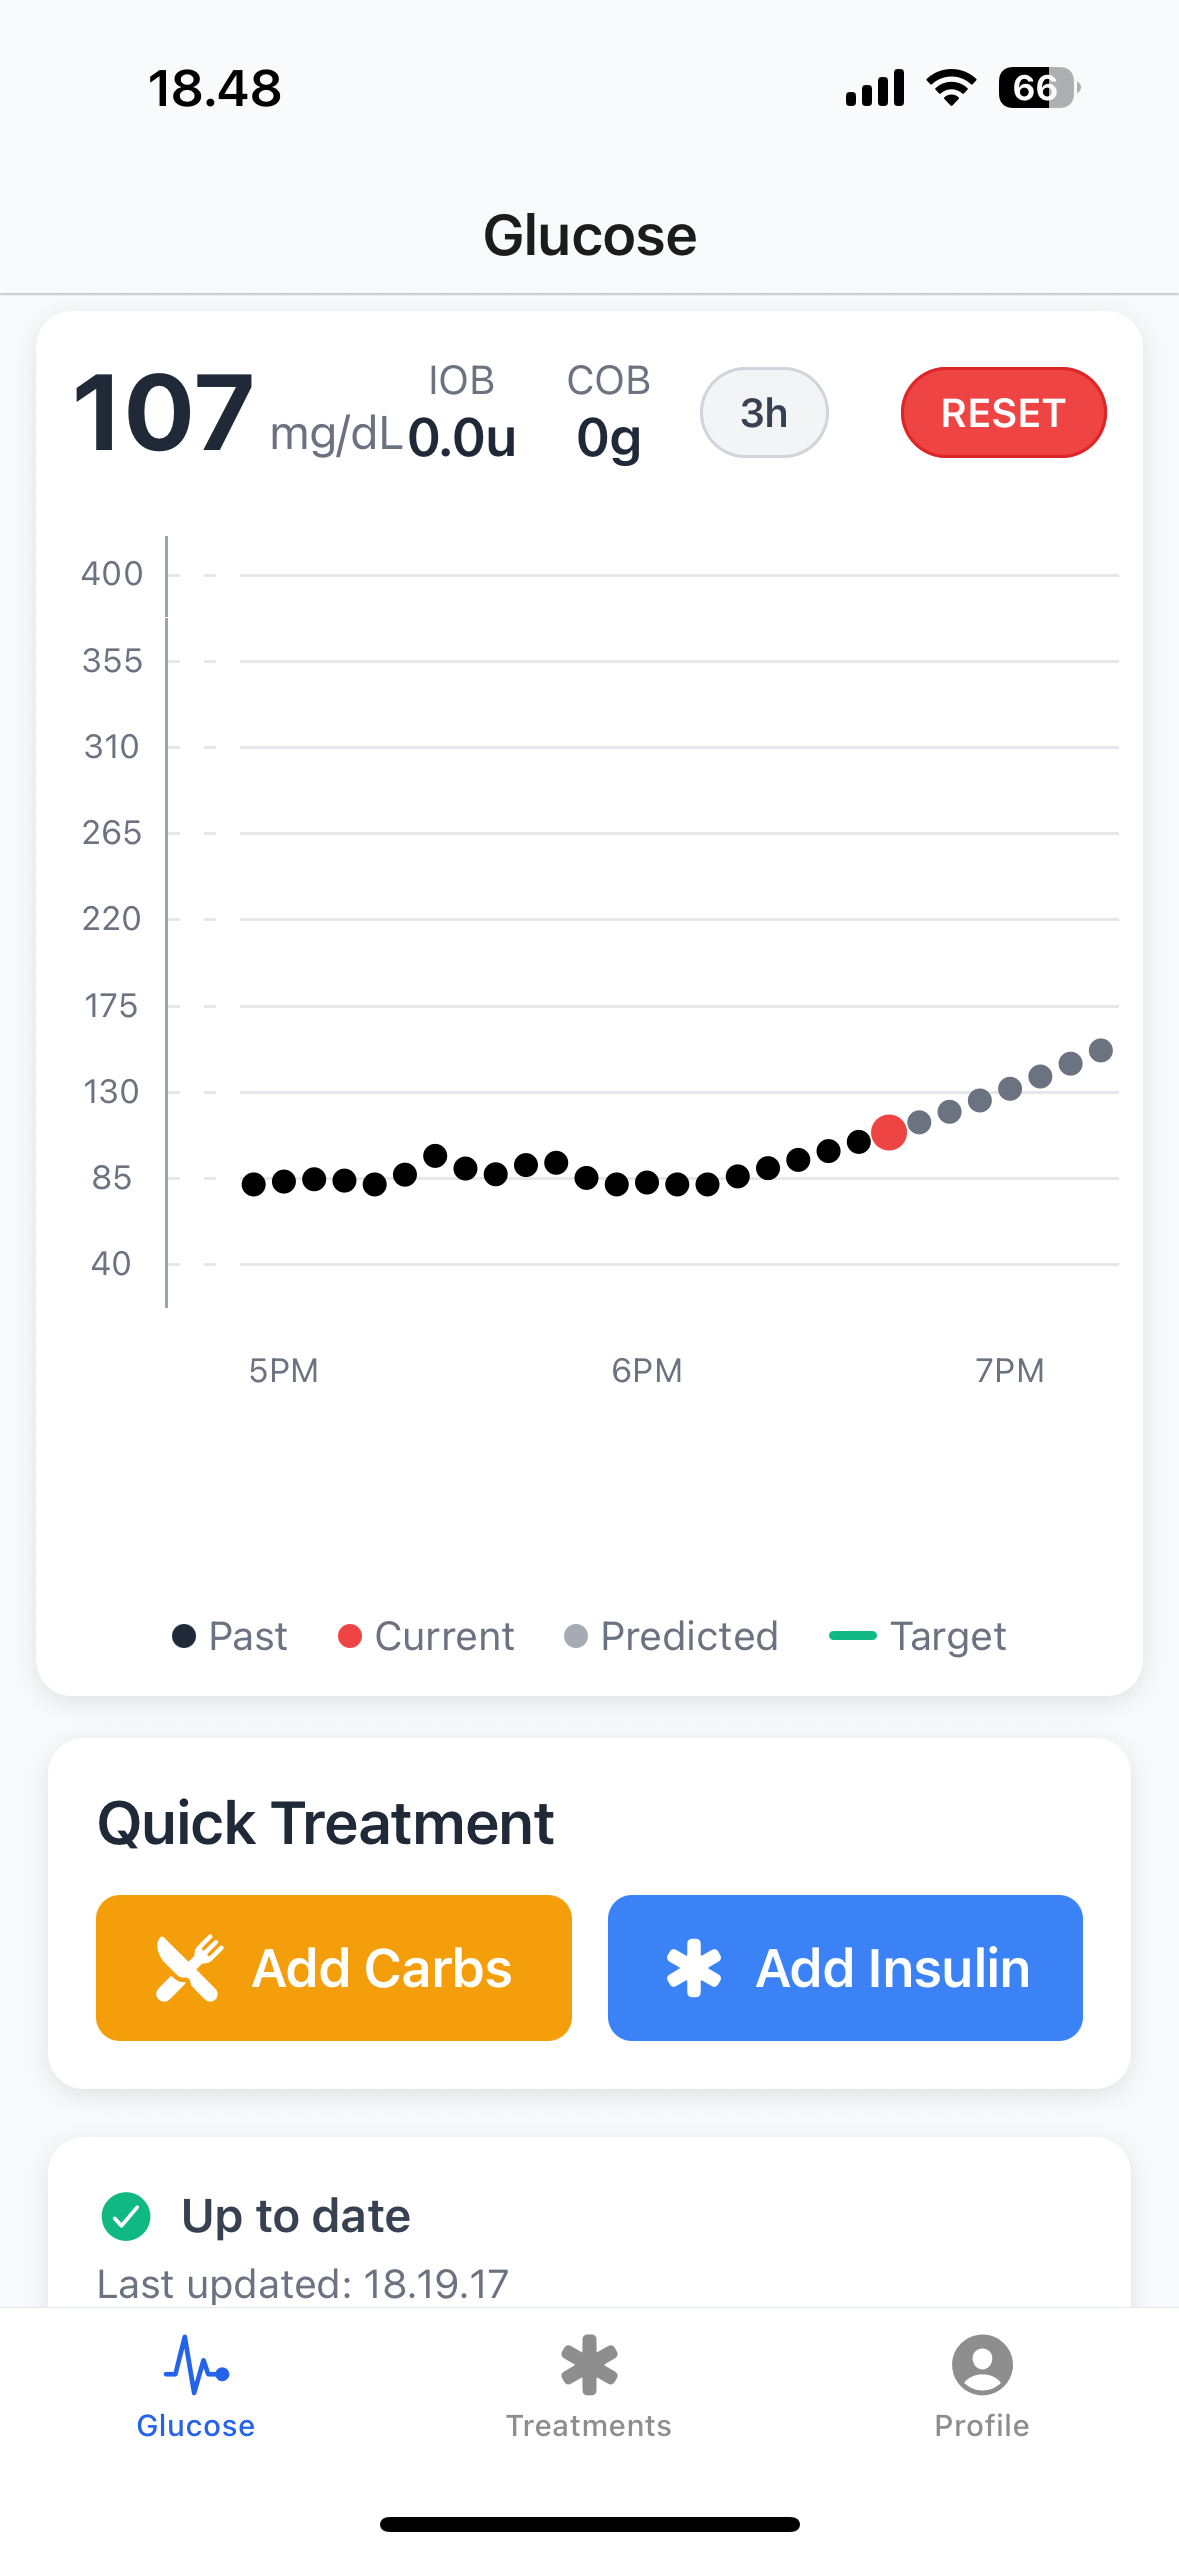 18.48
66
Glucose
107 mg/dL
IOB
0.0u
COB
0g
3h
RESET
400
355
310
265
220
175
130
85
40
5PM 6PM 7PM
Past Current Predicted Target
Quick Treatment
Add Carbs
Add Insulin
Up to date
Last updated: 18.19.17
Glucose Treatments Profile